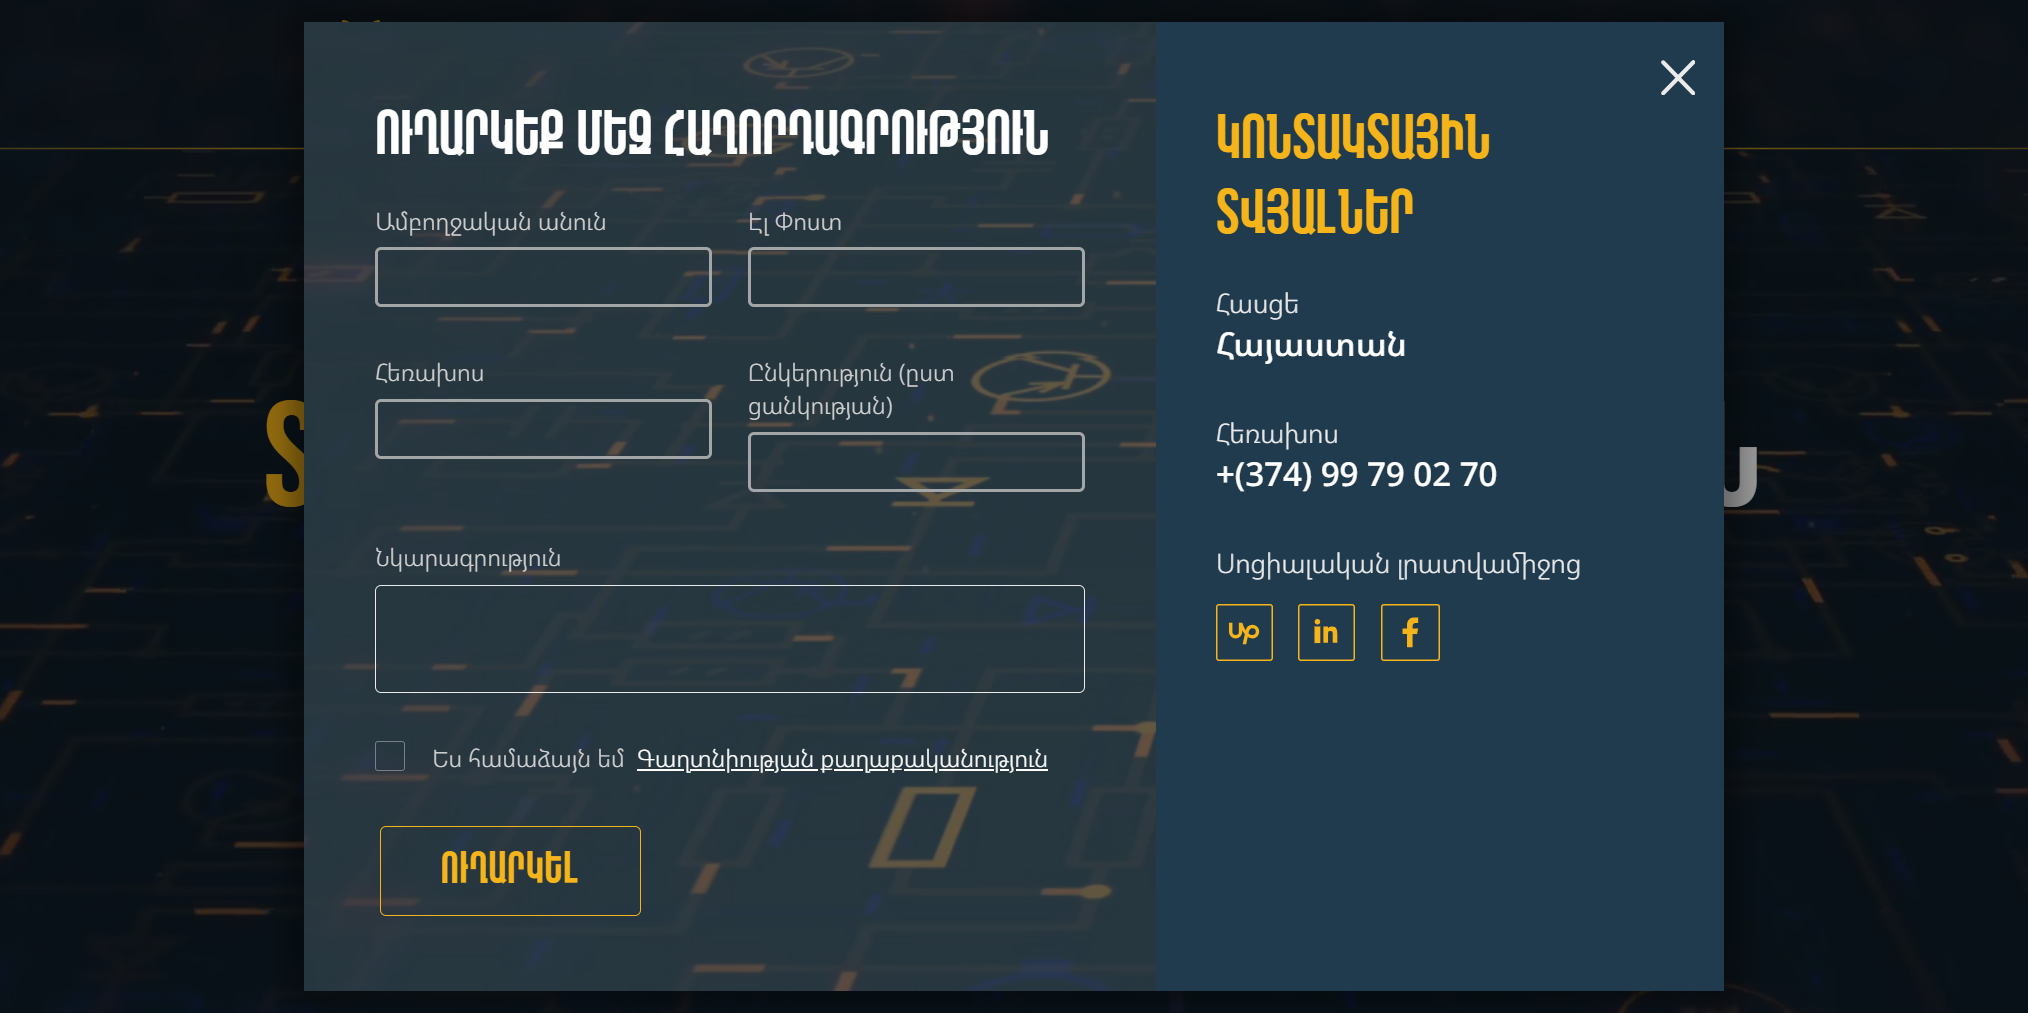 ՈՒՂԱՐԿԵՔ ՄԵԶ ՀԱՂՈՐԴԱԳՐՈՒԹՅՈՒՆ
Ամբողջական անուն
Էլ Փոստ
Հեռախոս
Ընկերություն (ըստ
ցանկության)
Նկարագրություն
Ես համաձայն եմ Գաղտնիության քաղաքականություն
ՈՒՂԱՐԿԵԼ
ԿՈՆՏԱԿՏԱՅԻՆ
ՏՎՅԱԼՆԵՐ
Հասցե
Հայաստան
Հեռախոս
+(374) 99 79 02 70
Սոցիալական լրատվամիջոց
up
in
f